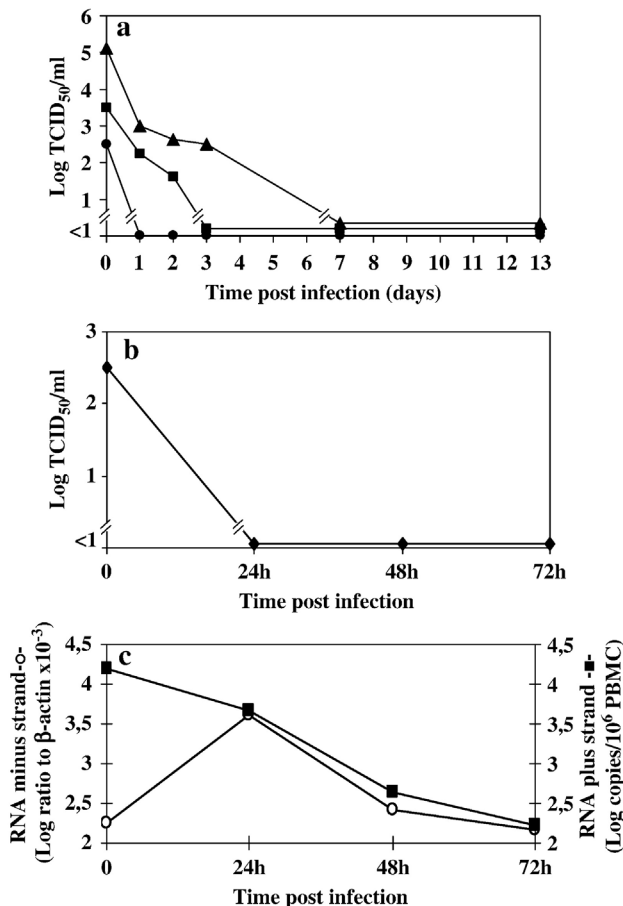 a
6
5
4
3
2
1
<1
Log TCID50/ml
0 1 2 3 4 5 6 7 8 9 10 11 12 13
Time post infection (days)
b
3
2
1
<1
Log TCID50/ml
0 24h 48h 72h
Time post infection
c
4,5
4
3,5
3
2,5
2
RNA minus strand-o-
(Log ratio to β-actin x10-3)
4,5
4
3,5
3
2,5
2
RNA plus strand -■-
(Log copies/106 PBMC)
0 24h 48h 72h
Time post infection